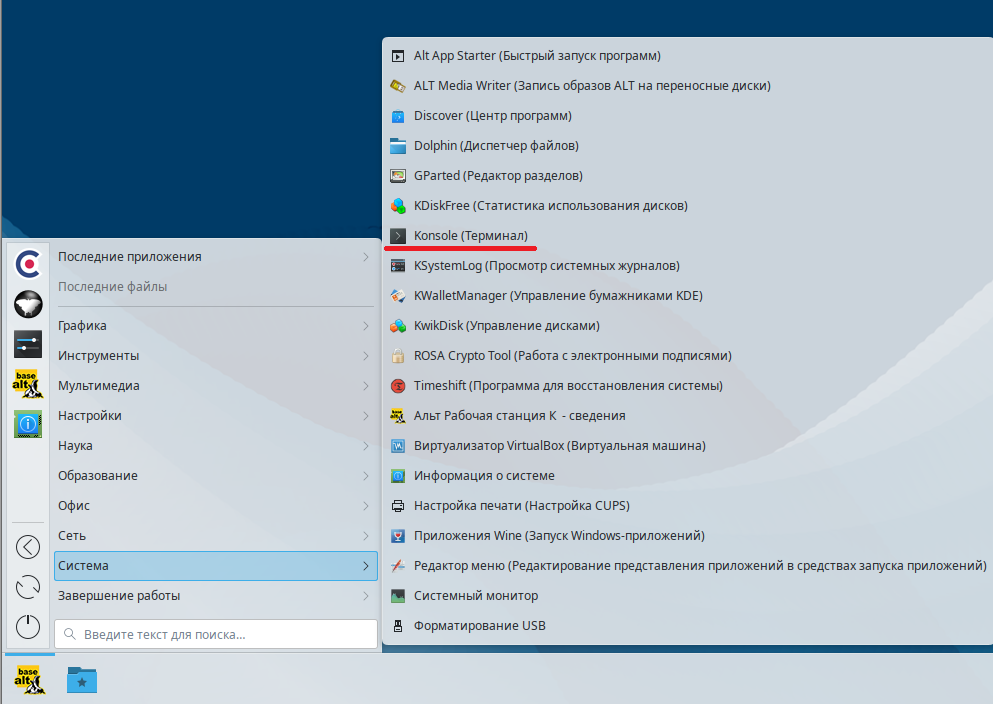 Alt App Starter (Быстрый запуск программ)
ALT Media Writer (Запись образов ALT на переносные диски)
Discover (Центр программ)
Dolphin (Диспетчер файлов)
GParted (Редактор разделов)
KDiskFree (Статистика использования дисков)
Konsole (Терминал)
KSystemLog (Просмотр системных журналов)
KWalletManager (Управление бумажниками KDE)
KwikDisk (Управление дисками)
ROSA Crypto Tool (Работа с электронными подписями)
Timeshift (Программа для восстановления системы)
Альт Рабочая станция К - сведения
Виртуализатор VirtualBox (Виртуальная машина)
Информация о системе
Настройка печати (Настройка CUPS)
Приложения Wine (Запуск Windows-приложений)
Редактор меню (Редактирование представления приложений в средствах запуска приложений)
Системный монитор
Форматирование USB
Последние приложения
Последние файлы
Графика
Инструменты
Мультимедиа
Настройки
Наука
Образование
Офис
Сеть
Система
Завершение работы
Введите текст для поиска...
base
alt
base
alt